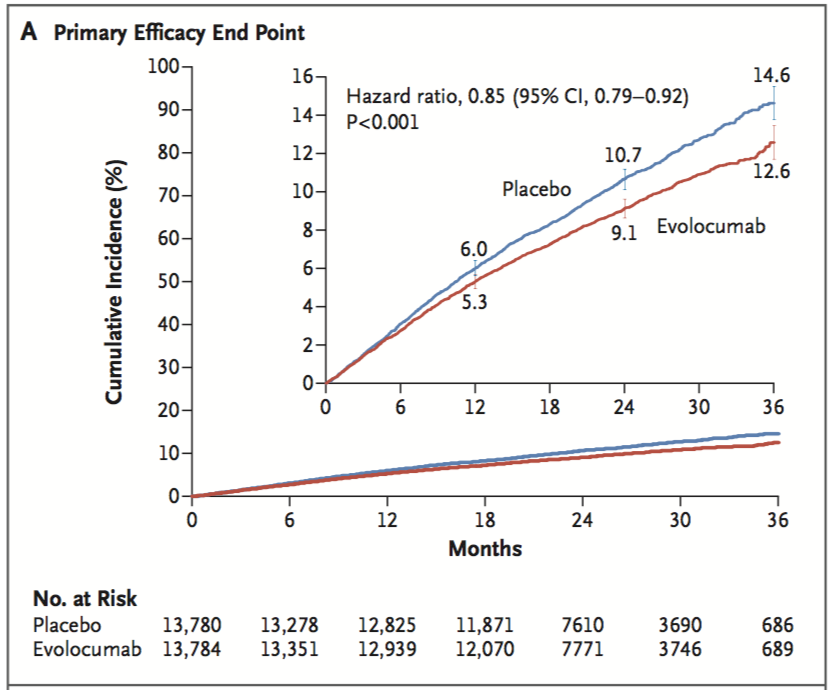 A Primary Efficacy End Point
Cumulative Incidence (%)
100
90
80
70
60
50
40
30
20
10
0
0 6 12 18 24 30 36
Months
16
14
12
10
8
6
4
2
0
0 6 12 18 24 30 36
Hazard ratio, 0.85 (95% CI, 0.79–0.92)
P<0.001
14.6
10.7
Placebo
12.6
9.1 Evolocumab
6.0
5.3
No. at Risk
Placebo 13,780 13,278 12,825 11,871 7610 3690 686
Evolocumab 13,784 13,351 12,939 12,070 7771 3746 689